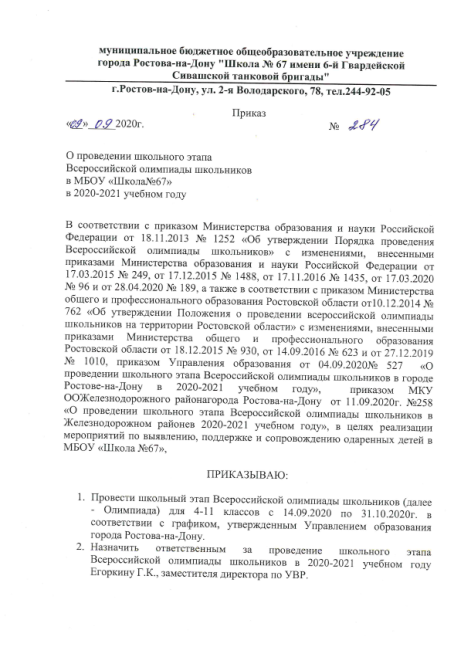 муниципальное бюджетное общеобразовательное учреждение
города Ростова-на-Дону "Школа № 67 имени 6-й Гвардейской
Сивашской танковой бригады"
г.Ростов-на-Дону, ул. 2-я Володарского, 78, тел.244-92-05
Приказ
«09» 09 2020г. № 284
О проведении школьного этапа
Всероссийской олимпиады школьников
в МБОУ «Школа№67»
в 2020-2021 учебном году
В соответствии с приказом Министерства образования и науки Российской
Федерации от 18.11.2013 № 1252 «Об утверждении Порядка проведения
Всероссийской олимпиады школьников» с изменениями, внесенными
приказами Министерства образования и науки Российской Федерации от
17.03.2015 № 249, от 17.12.2015 № 1488, от 17.11.2016 № 1435, от 17.03.2020
№ 96 и от 28.04.2020 № 189, а также в соответствии с приказом Министерства
общего и профессионального образования Ростовской области от10.12.2014 №
762 «Об утверждении Положения о проведении всероссийской олимпиады
школьников на территории Ростовской области» с изменениями, внесенными
приказами Министерства общего и профессионального образования
Ростовской области от 18.12.2015 № 930, от 14.09.2016 № 623 и от 27.12.2019
№ 1010, приказом Управления образования от 04.09.2020№ 527 «О
проведении школьного этапа Всероссийской олимпиады школьников в городе
Ростове-на-Дону в 2020-2021 учебном году», приказом МКУ
ООЖелезнодорожного районагорода Ростова-на-Дону от 11.09.2020г. №258
«О проведении школьного этапа Всероссийской олимпиады школьников в
Железнодорожном районев 2020-2021 учебном году», в целях реализации
мероприятий по выявлению, поддержке и сопровождению одаренных детей в
МБОУ «Школа №67»,
ПРИКАЗЫВАЮ:
1. Провести школьный этап Всероссийской олимпиады школьников (далее
- Олимпиада) для 4-11 классов с 14.09.2020 по 31.10.2020г. в
соответствии с графиком, утвержденным Управлением образования
города Ростова-на-Дону.
2. Назначить ответственным за проведение школьного этапа
Всероссийской олимпиады школьников в 2020-2021 учебном году
Егоркину Г.К., заместителя директора по УВР.